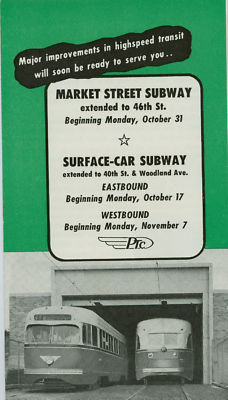 Major improvements in highspeed transit
will soon be ready to serve you..
MARKET STREET SUBWAY
extended to 46th St.
Beginning Monday, October 31
SURFACE-CAR SUBWAY
extended to 40th St. & Woodland Ave.
EASTBOUND
Beginning Monday, October 17
WESTBOUND
Beginning Monday, November 7
PTC